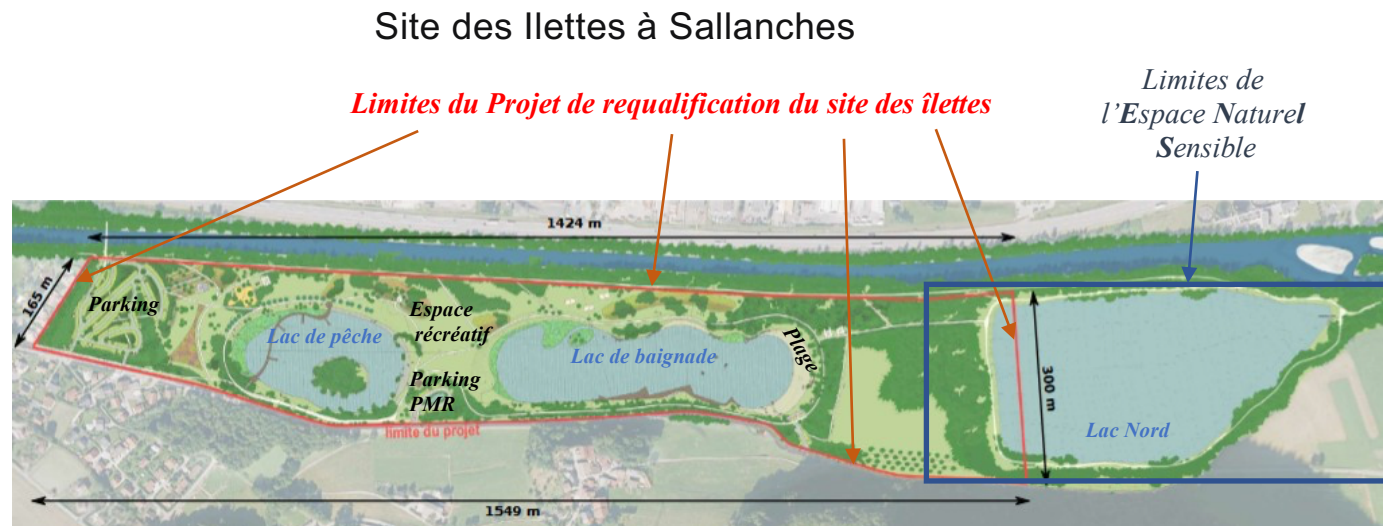 Site des Ilettes à Sallanches
Limites du Projet de requalification du site des îlettes
Limites de
l’Espace Naturel
Sensible
1424 m
165 m
Parking
Espace
récréatif
Lac de pêche
Lac de baignade
Plage
Parking
PMR
300 m
Lac Nord
limite du projet
1549 m